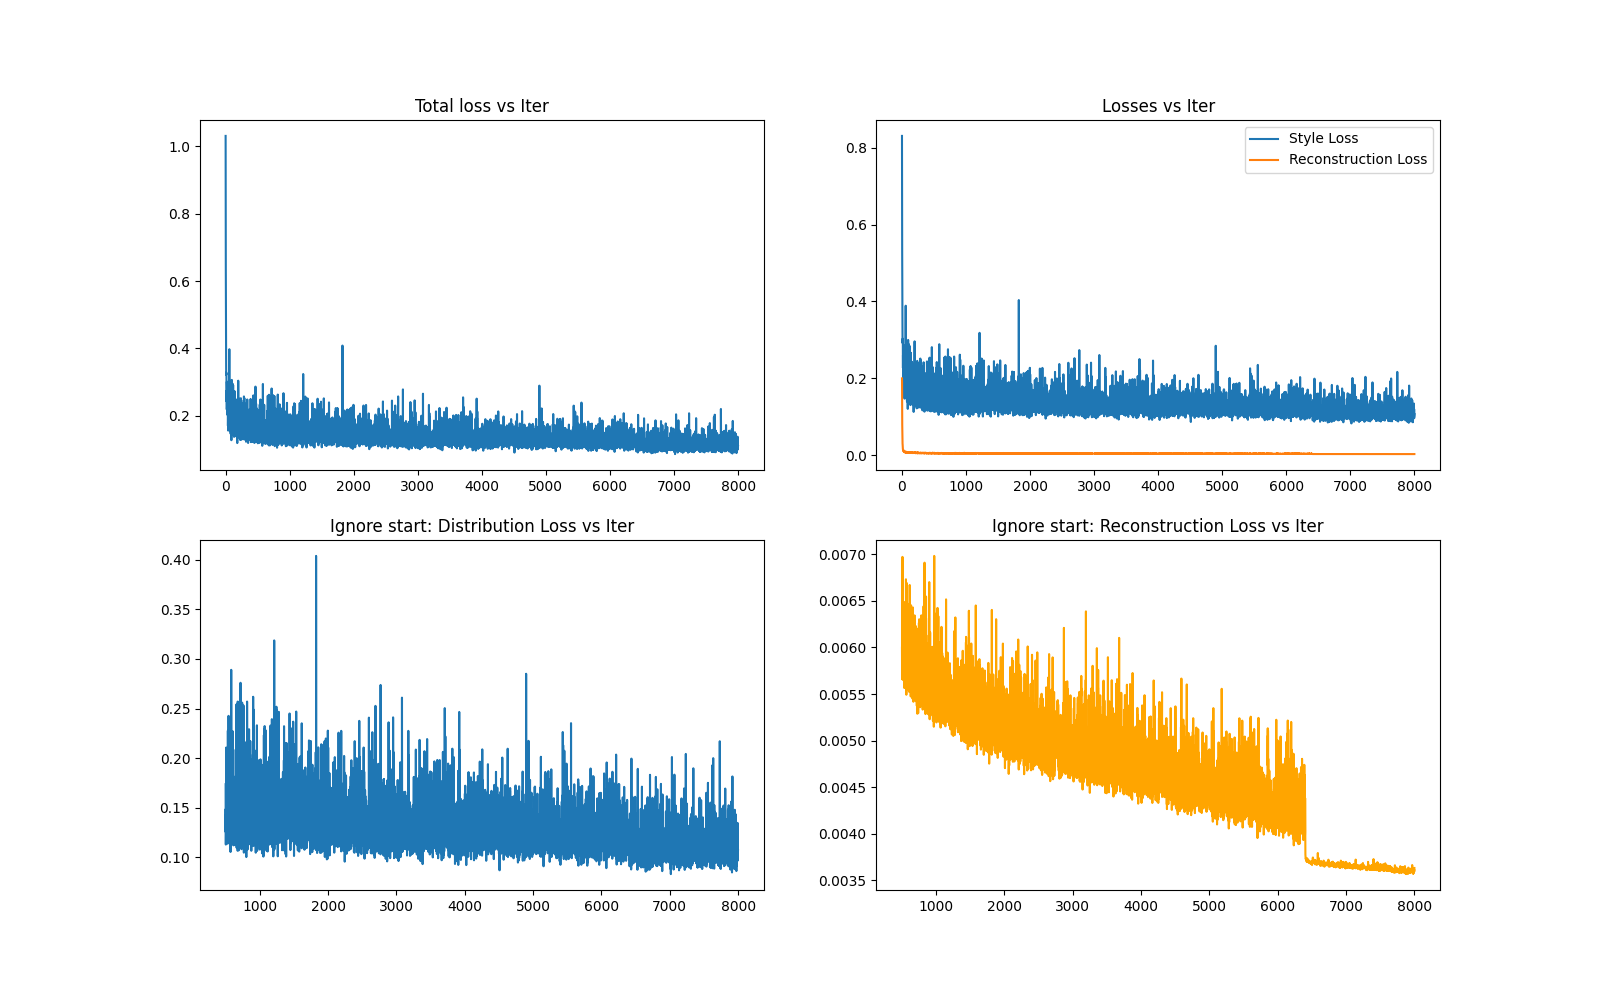 Total loss vs Iter
1.0
0.8
0.6
0.4
0.2
0 1000 2000 3000 4000 5000 6000 7000 8000
Losses vs Iter
Style Loss
Reconstruction Loss
0.8
0.6
0.4
0.2
0.0
0 1000 2000 3000 4000 5000 6000 7000 8000
Ignore start: Distribution Loss vs Iter
0.40
0.35
0.30
0.25
0.20
0.15
0.10
1000 2000 3000 4000 5000 6000 7000 8000
Ignore start: Reconstruction Loss vs Iter
0.0070
0.0065
0.0060
0.0055
0.0050
0.0045
0.0040
0.0035
1000 2000 3000 4000 5000 6000 7000 8000